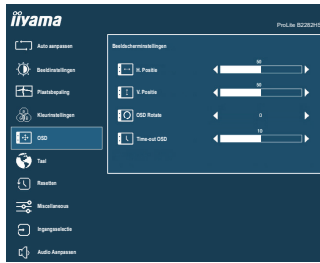 iiyama
ProLite B2282HS
Auto aanpassen
Beeldinstellingen
Plaatsbepaling
Kleurinstellingen
OSD
Taal
Resetten
Miscellaneous
Ingangsselectie
Audio Aanpassen
Beeldscherminstellingen
H. Positie
50
V. Positie
50
OSD Rotate
0
Time-out OSD
10